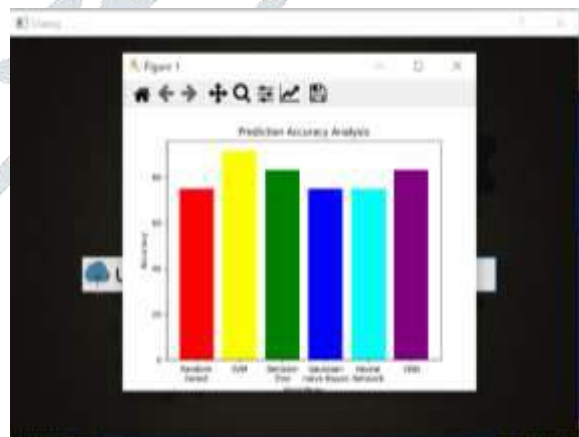 Figure 1
Prediction Accuracy Analysis
80
60
40
20
0
Accuracy
Random
Forest
SVM
Decision
Tree
Gaussian
Naive Bayes
Neural
Network
U